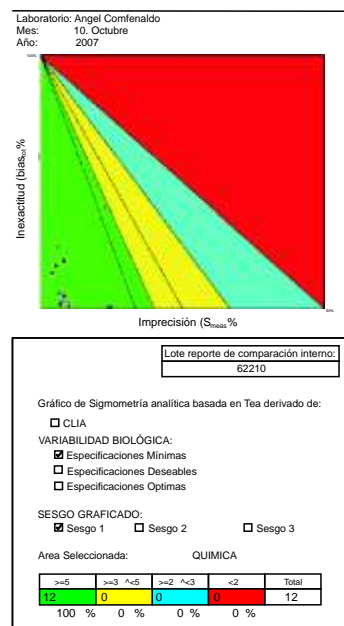 Laboratorio: Angel Comfenaldo
Mes: 10. Octubre
Año: 2007
100%
Inexactitud (bias_tot%
50%
Imprecisión (S_meas%
Lote reporte de comparación interno:
62210
Gráfico de Sigmometría analítica basada en Tea derivado de:
CLIA
VARIABILIDAD BIOLÓGICA:
Especificaciones Mínimas
Especificaciones Deseables
Especificaciones Optimas
SESGO GRAFICADO:
Sesgo 1 Sesgo 2 Sesgo 3
Area Seleccionada: QUIMICA
>=5 >=3 ^<5 >=2 ^<3 <2 Total
12 0 0 0 12
100 % 0 % 0 % 0 %